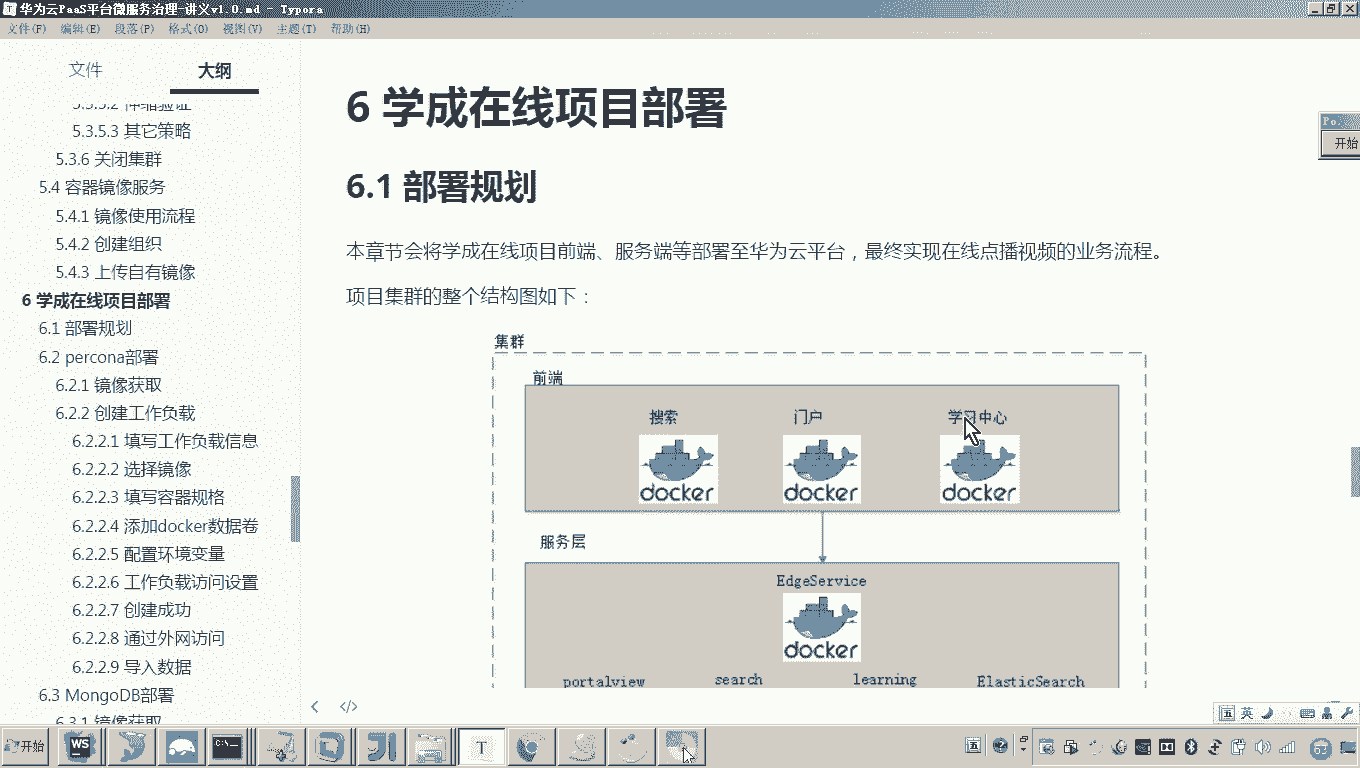 华为云PaaS平台微服务治理-讲义v1.0.md - Typora
文件(F) 编辑(E) 段落(P) 格式(O) 视图(V) 主题(T) 帮助(H)
文件 大纲
5.3.5.2 伸缩验证
5.3.5.3 其它策略
5.3.6 关闭集群
5.4 容器镜像服务
5.4.1 镜像使用流程
5.4.2 创建组织
5.4.3 上传自有镜像
6 学成在线项目部署
6.1 部署规划
6.2 percona部署
6.2.1 镜像获取
6.2.2 创建工作负载
6.2.2.1 填写工作负载信息
6.2.2.2 选择镜像
6.2.2.3 填写容器规格
6.2.2.4 添加docker数据卷
6.2.2.5 配置环境变量
6.2.2.6 工作负载访问设置
6.2.2.7 创建成功
6.2.2.8 通过外网访问
6.2.2.9 导入数据
6.3 MongoDB部署
6.3.1 镜像获取
6 学成在线项目部署
6.1 部署规划
本章节会将学成在线项目前端、服务端等部署至华为云平台，最终实现在线点播视频的业务流程。
项目集群的整个结构图如下：
集群
前端
搜索 门户 学习中心
docker docker docker
服务层
EdgeService
docker
portalview search learning ElasticSearch
Po.
开始
五 英
开始
WS
C:\
T
五
67